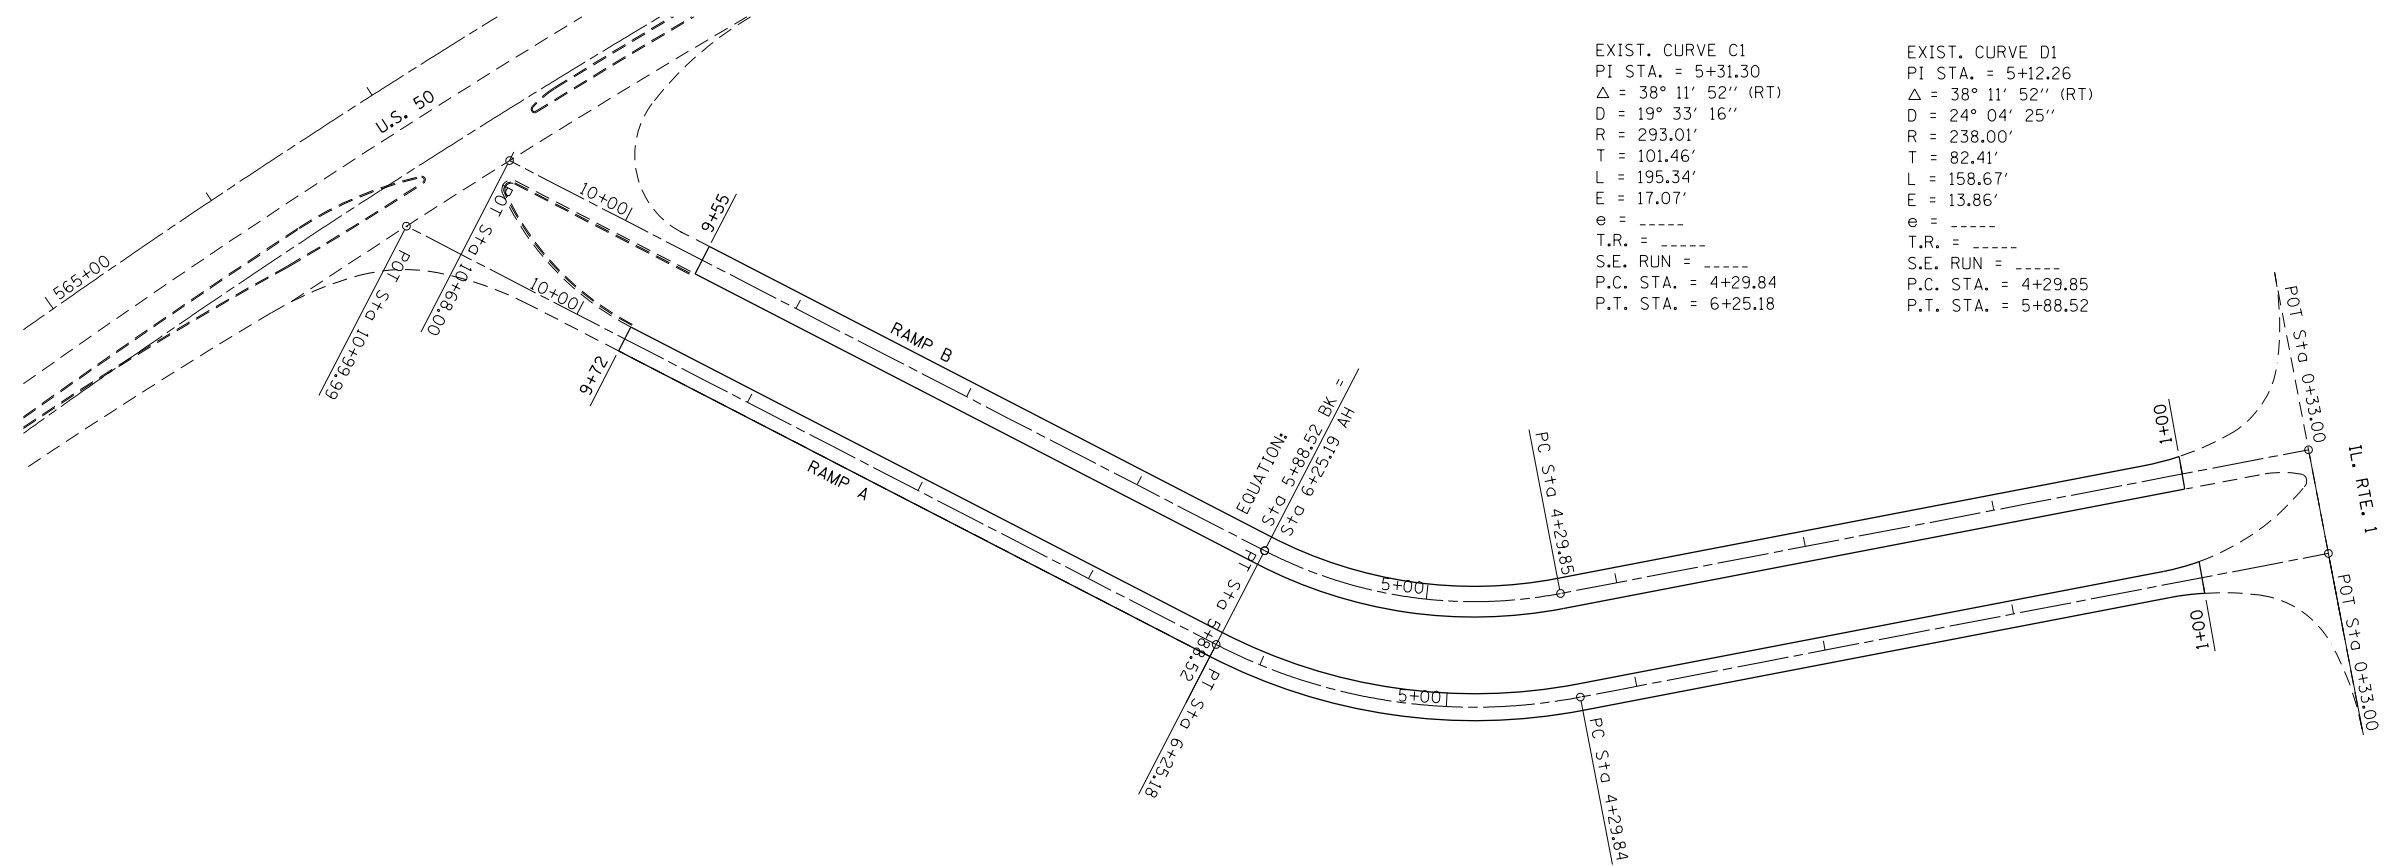 EXIST. CURVE C1
PI STA. = 5+31.30
△ = 38° 11' 52'' (RT)
D = 19° 33' 16''
R = 293.01'
T = 101.46'
L = 195.34'
E = 17.07'
e = _____
T.R. = _____
S.E. RUN = _____
P.C. STA. = 4+29.84
P.T. STA. = 6+25.18
EXIST. CURVE D1
PI STA. = 5+12.26
△ = 38° 11' 52'' (RT)
D = 24° 04' 25''
R = 238.00'
T = 82.41'
L = 158.67'
E = 13.86'
e = _____
T.R. = _____
S.E. RUN = _____
P.C. STA. = 4+29.85
P.T. STA. = 5+88.52
U.S. 50
L565+00
POT Sta 10+68.00
POT Sta 10+99.99
10+00
9+55
10+00
9+72
RAMP B
RAMP A
EQUATION:
Sta 5+88.52 BK =
Sta 6+25.19 AH
PT Sta 5+88.52
PT Sta 6+25.18
5+00
5+00
PC Sta 4+29.85
PC Sta 4+29.84
1+00
1+00
POT Sta 0+33.00
IL. RTE. 1
POT Sta 0+33.00